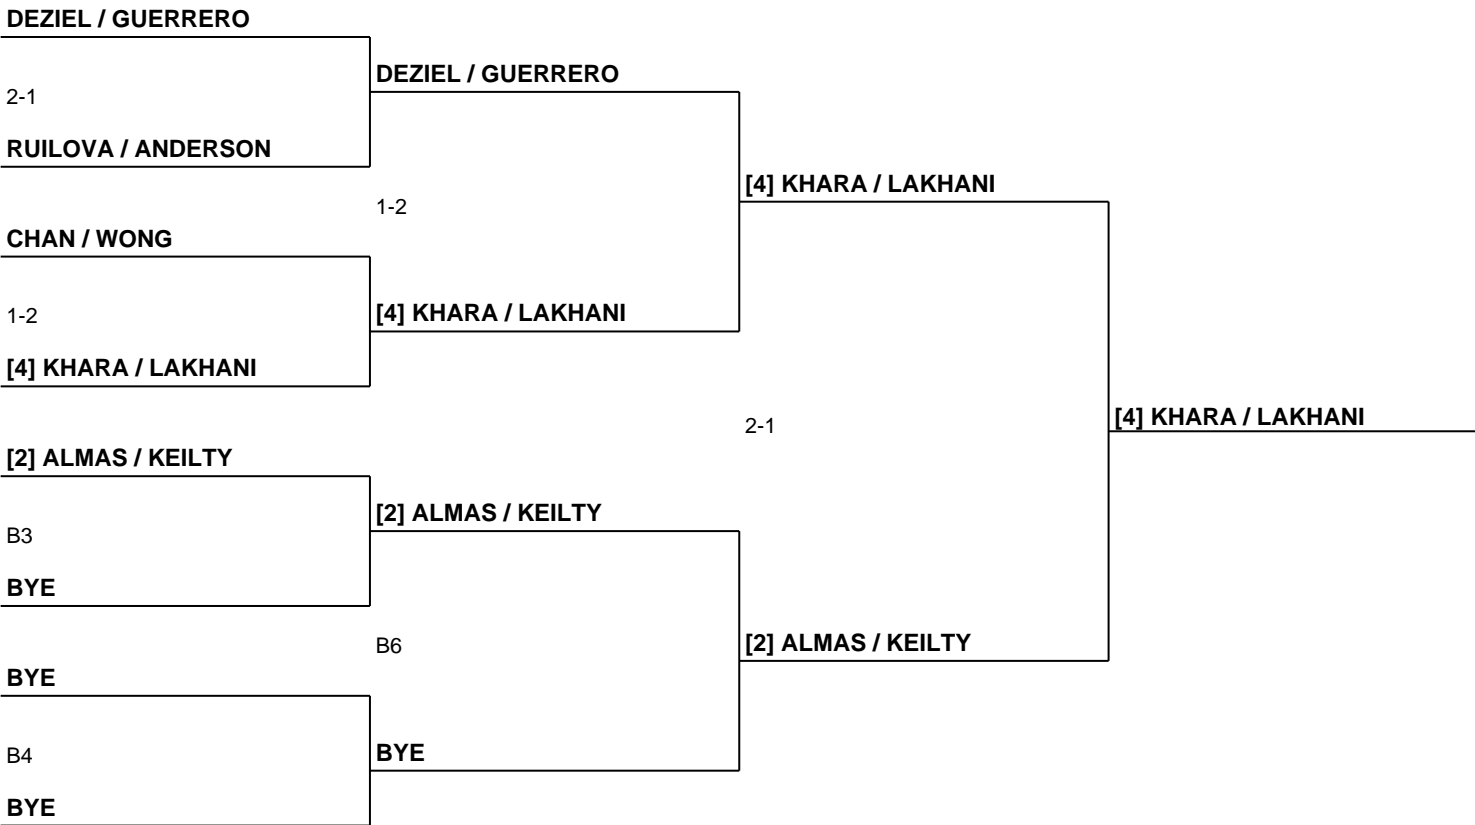 DEZIEL / GUERRERO
2-1
RUILOVA / ANDERSON
CHAN / WONG
1-2
[4] KHARA / LAKHANI
[2] ALMAS / KEILTY
B3
BYE
BYE
B4
BYE
DEZIEL / GUERRERO
1-2
[4] KHARA / LAKHANI
[2] ALMAS / KEILTY
B6
BYE
[4] KHARA / LAKHANI
2-1
[2] ALMAS / KEILTY
[4] KHARA / LAKHANI